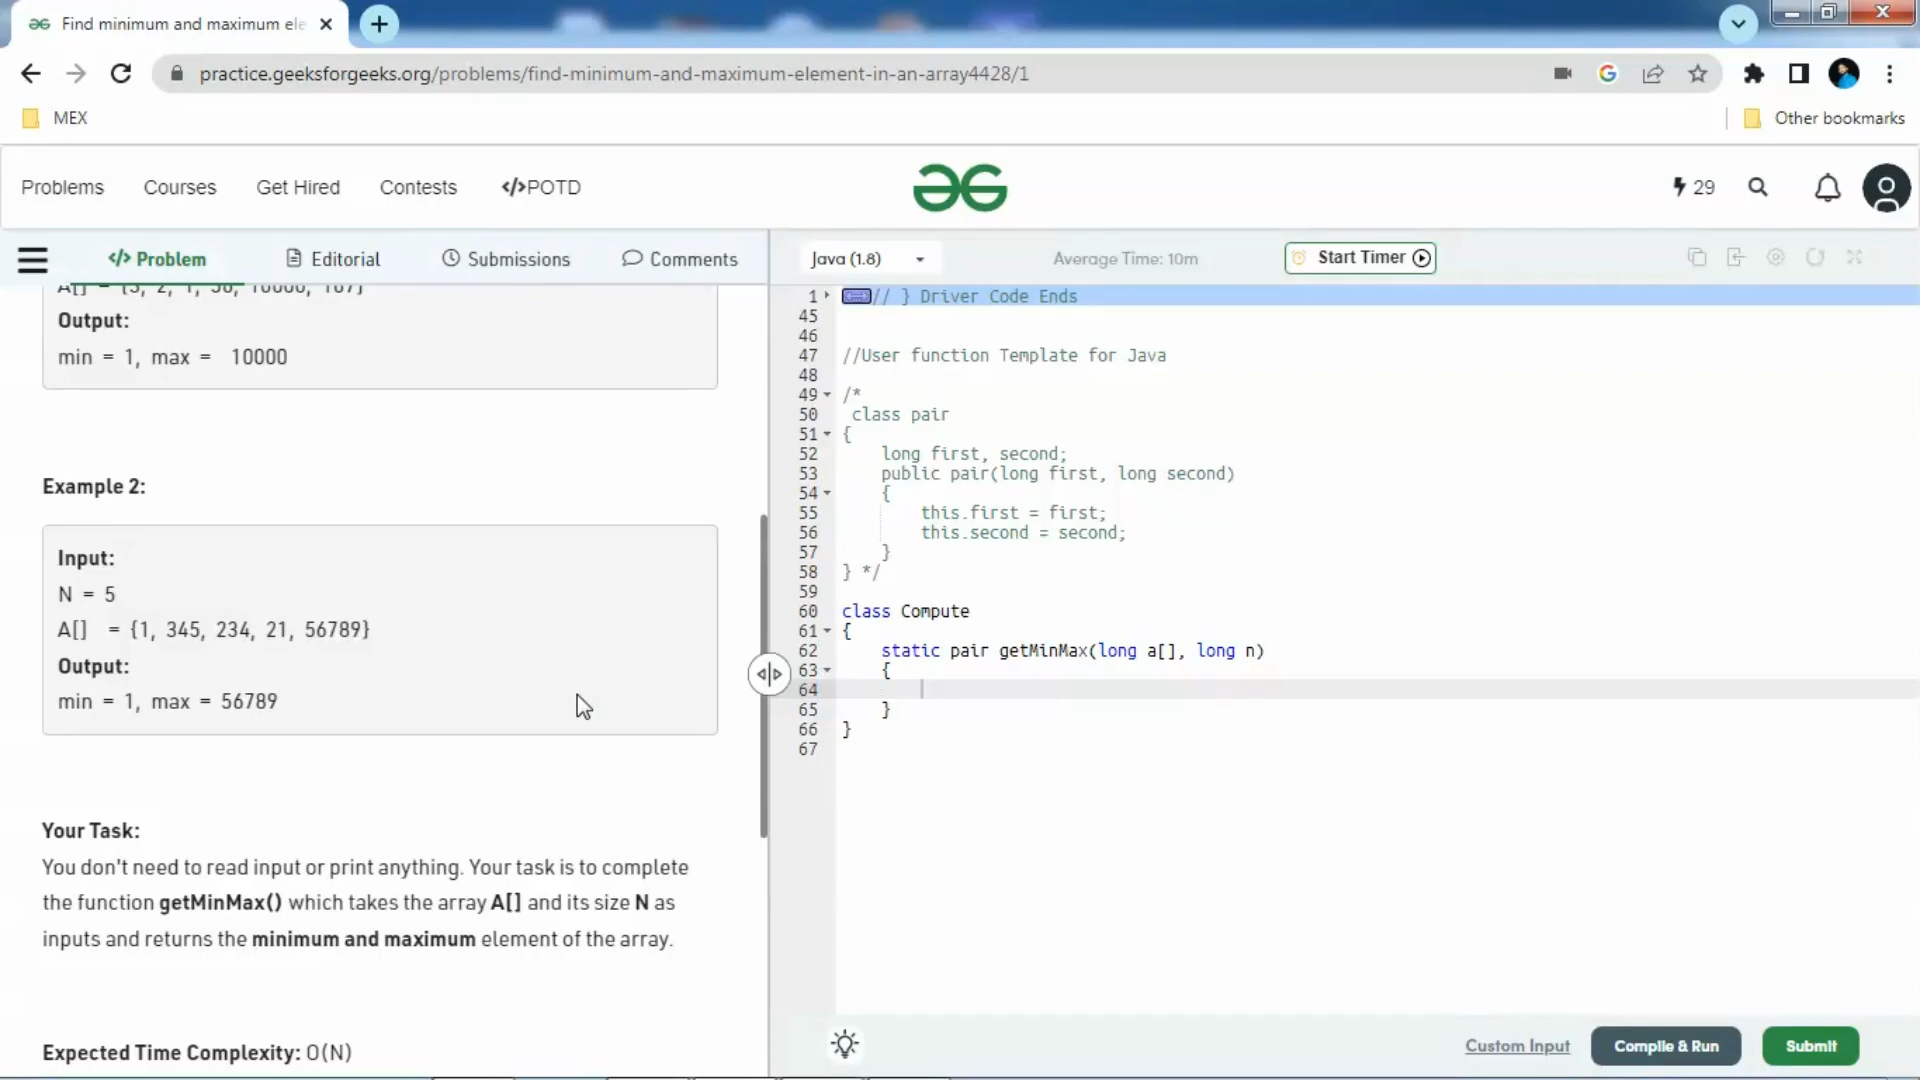 Find minimum and maximum ele
practice.geeksforgeeks.org/problems/find-minimum-and-maximum-element-in-an-array4428/1
MEX
Other bookmarks
Problems
Courses
Get Hired
Contests
</>POTD
29
</> Problem
Editorial
Submissions
Comments
Java (1.8)
Average Time: 10m
Start Timer
Output:
min = 1, max = 10000
Example 2:
Input:
N = 5
A[] = {1, 345, 234, 21, 56789}
Output:
min = 1, max = 56789
Your Task:
You don't need to read input or print anything. Your task is to complete
the function getMinMax() which takes the array A[] and its size N as
inputs and returns the minimum and maximum element of the array.
Expected Time Complexity: O(N)
1 // } Driver Code Ends
45
46
47 //User function Template for Java
48
49 /*
50 class pair
51 {
52 long first, second;
53 public pair(long first, long second)
54 {
55 this.first = first;
56 this.second = second;
57 }
58 } */
59
60 class Compute
61 {
62 static pair getMinMax(long a[], long n)
63 {
64
65 }
66 }
67
Custom Input
Compile & Run
Submit